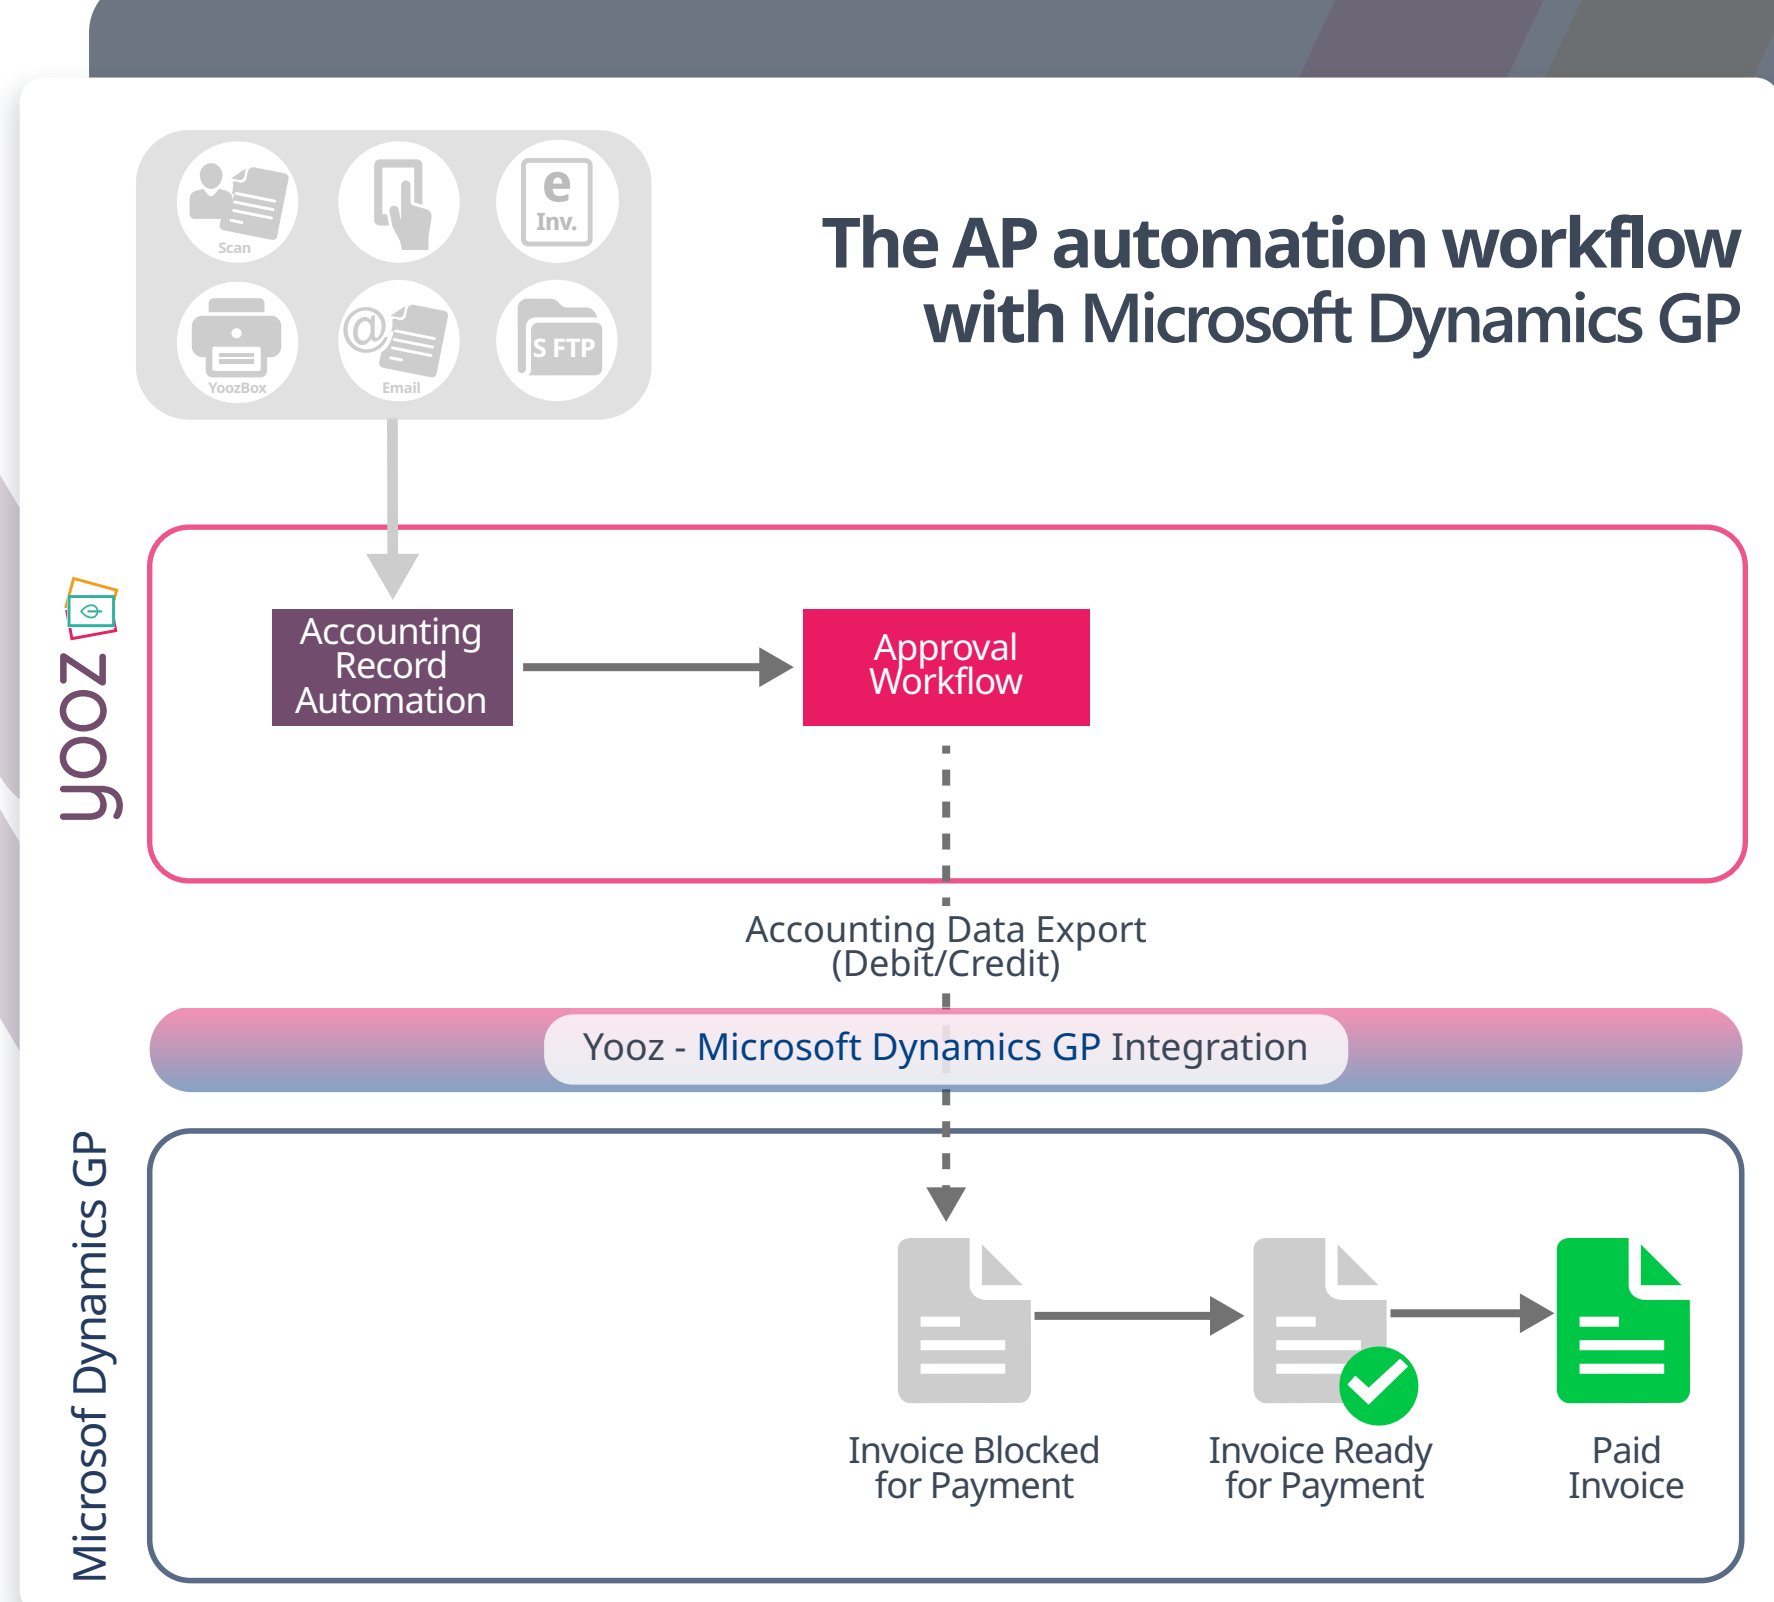 Scan
e
Inv.
YoozBox
@
Email
S FTP
The AP automation workflow
with Microsoft Dynamics GP
yooz
Accounting
Record
Automation
Approval
Workflow
Accounting Data Export
(Debit/Credit)
Yooz - Microsoft Dynamics GP Integration
Microsof Dynamics GP
Invoice Blocked
for Payment
Invoice Ready
for Payment
Paid
Invoice